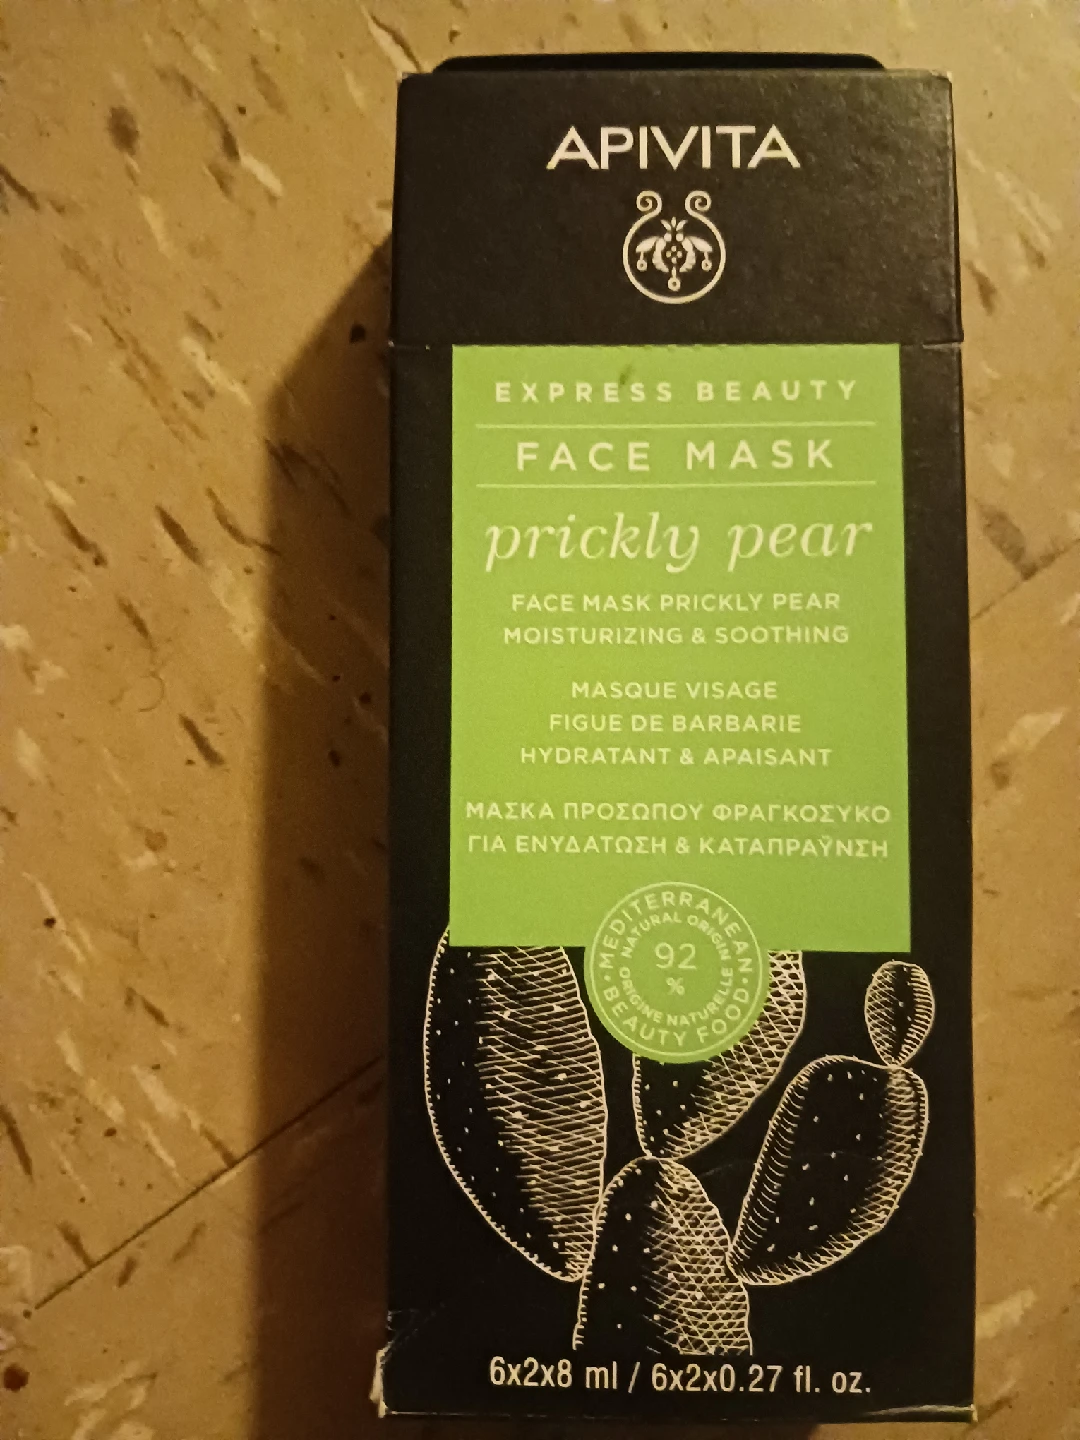 APIVITA
EXPRESS BEAUTY
FACE MASK
prickly pear
FACE MASK PRICKLY PEAR
MOISTURIZING & SOOTHING
MASQUE VISAGE
FIGUE DE BARBARIE
HYDRATANT & APAISANT
ΜΑΣΚΑ ΠΡΟΣΩΠΟΥ ΦΡΑΓΚΟΣΥΚΟ
ΓΙΑ ΕΝΥΔΑΤΩΣΗ & ΚΑΤΑΠΡΑΫΝΣΗ
• MEDITERRANEAN •
NATURAL ORIGIN
92
%
ORIGINE NATURELLE
BEAUTY FOOD
6x2x8 ml / 6x2x0.27 fl. oz.